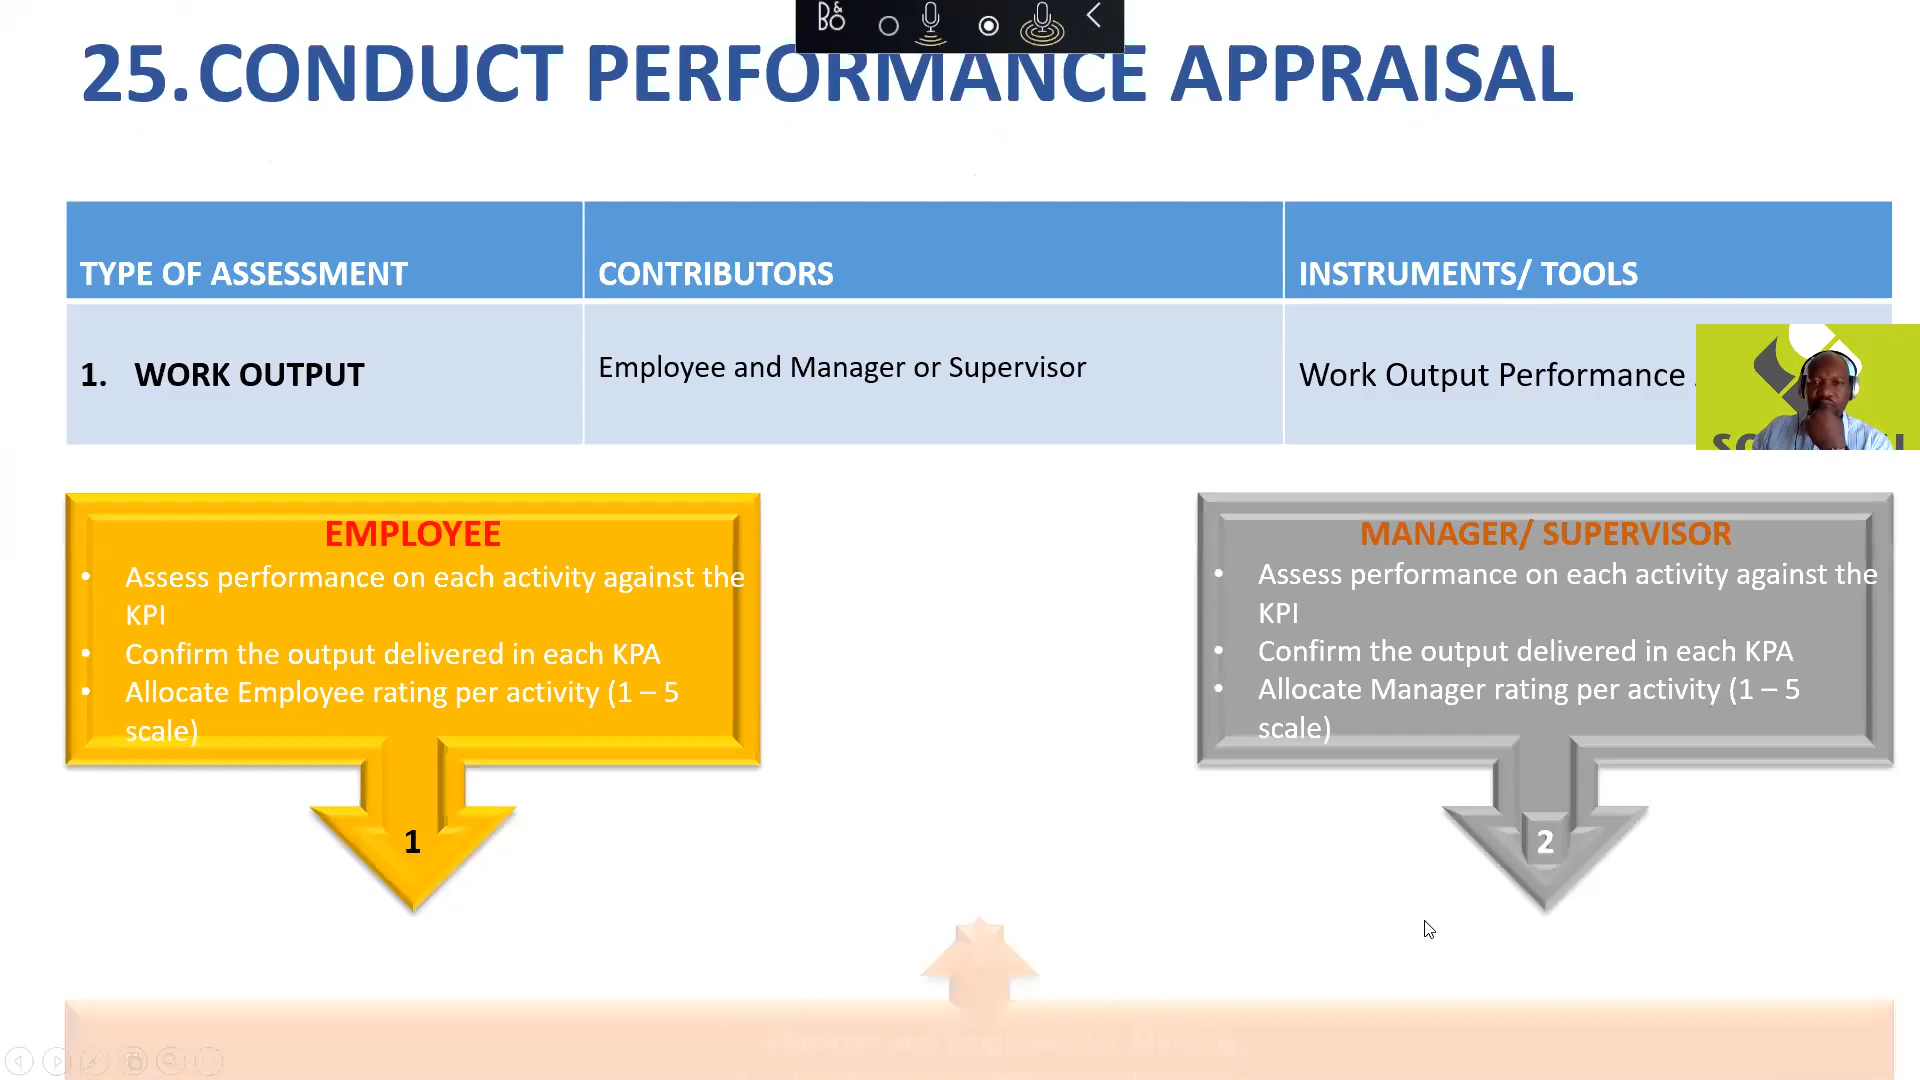 B&O
25. CONDUCT PERFORMANCE APPRAISAL
TYPE OF ASSESSMENT
CONTRIBUTORS
INSTRUMENTS/ TOOLS
1. WORK OUTPUT
Employee and Manager or Supervisor
Work Output Performance
EMPLOYEE
• Assess performance on each activity against the
KPI
• Confirm the output delivered in each KPA
• Allocate Employee rating per activity (1 – 5
scale)
1
MANAGER/ SUPERVISOR
• Assess performance on each activity against the
KPI
• Confirm the output delivered in each KPA
• Allocate Manager rating per activity (1 – 5
scale)
2